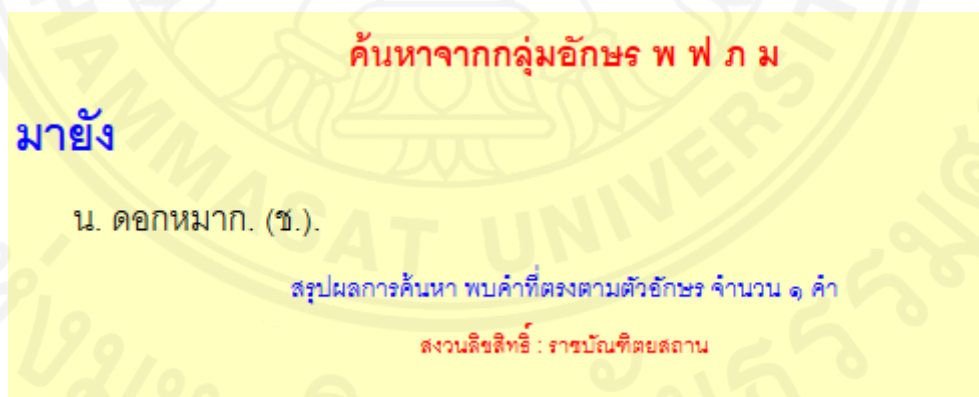 ค้นหาจากกลุ่มอักษร พ ฟ ภ ม
มายัง
น. ดอกหมาก. (ช.).
สรุปผลการค้นหา พบคำที่ตรงตามตัวอักษร จำนวน ๑ คำ
สงวนลิขสิทธิ์ : ราชบัณฑิตยสถาน